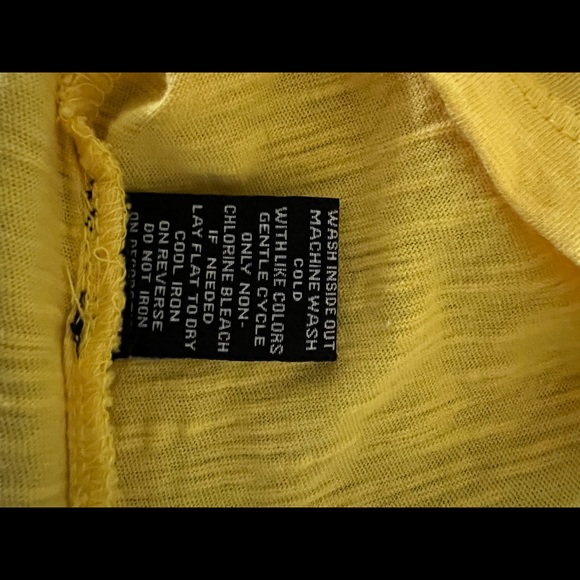 WASH INSIDE OUT
MACHINE WASH
COLD
WITH LIKE COLORS
GENTLE CYCLE
ONLY NON-
CHLORINE BLEACH
IF NEEDED
LAY FLAT TO DRY
COOL IRON
ON REVERSE
DO NOT IRON
ON